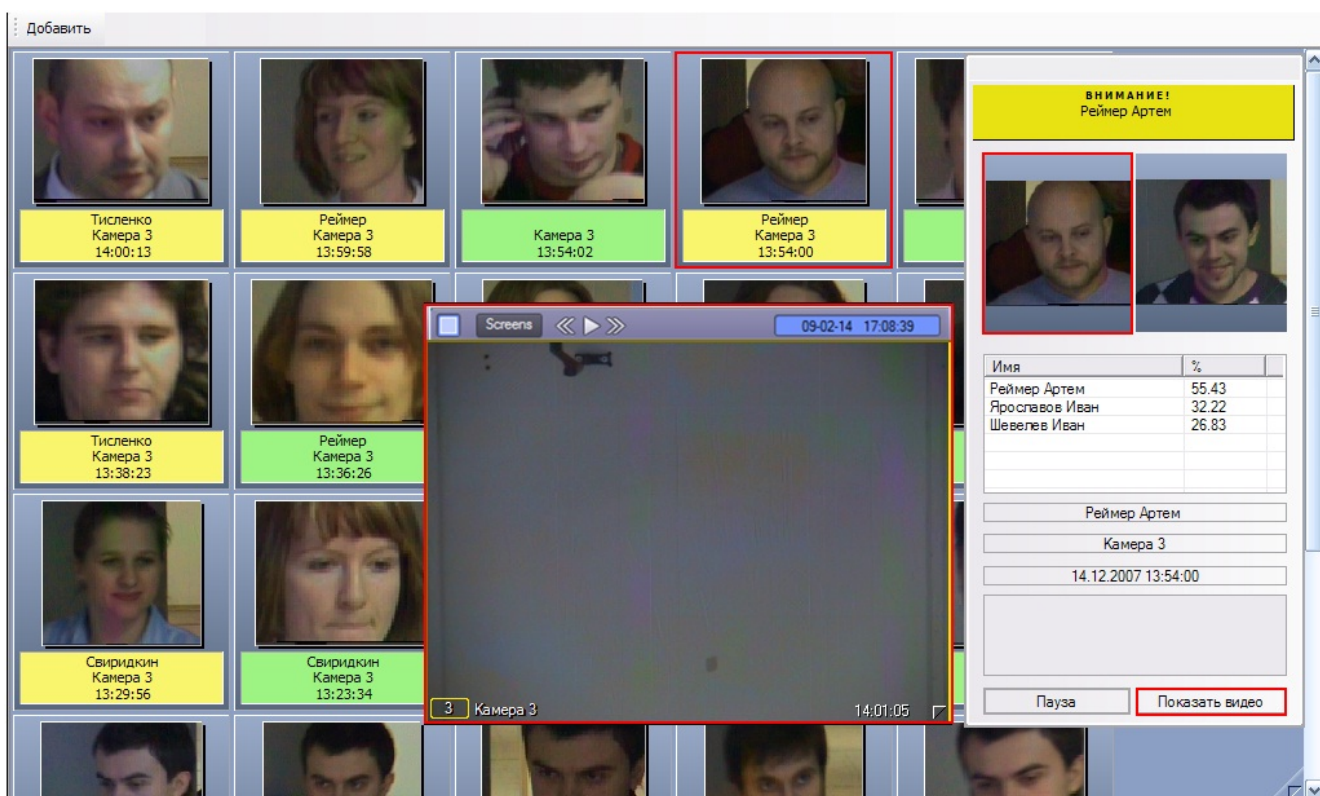 Добавить
Тисленко
Камера 3
14:00:13
Реймер
Камера 3
13:59:58
Камера 3
13:54:02
Реймер
Камера 3
13:54:00
Тисленко
Камера 3
13:38:23
Реймер
Камера 3
13:36:26
Свиридкин
Камера 3
13:29:56
Свиридкин
Камера 3
13:23:34
Screens
09-02-14 17:08:39
3 Камера 3
14:01:05
ВНИМАНИЕ!
Реймер Артем
Имя %
Реймер Артем 55.43
Ярославов Иван 32.22
Шевелев Иван 26.83
Реймер Артем
Камера 3
14.12.2007 13:54:00
Пауза Показать видео